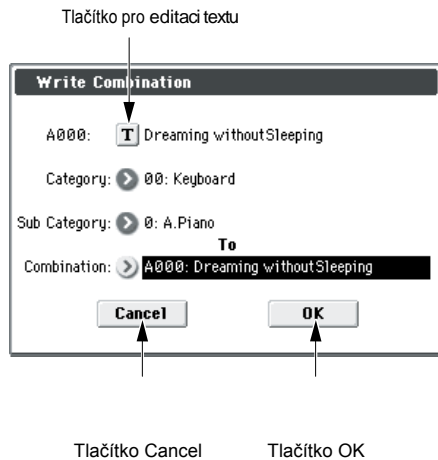 Tlačítko pro editaci textu
Write Combination
A000: T Dreaming withoutSleeping
Category: 00: Keyboard
Sub Category: 0: A.Piano
To
Combination: A000: Dreaming withoutSleeping
Cancel OK
Tlačítko Cancel Tlačítko OK